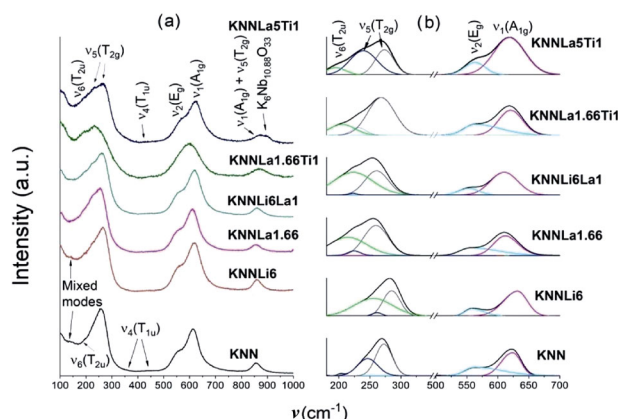 (a)
KNNLa5Ti1
ν5(T2g)
ν6(T2u)
ν4(T1u)
ν2(Eg)
ν1(A1g)
ν1(A1g) + ν5(T2g)
K6Nb10.88O33
KNNLa1.66Ti1
KNNLi6La1
KNNLa1.66
KNNLi6
Mixed
modes
ν4(T1u)
ν6(T2u)
KNN
100 200 300 400 500 600 700 800 900 1000
Intensity (a.u.)
(b)
KNNLa5Ti1
ν6(T2u)
ν5(T2g)
ν2(Eg)
ν1(A1g)
KNNLa1.66Ti1
KNNLi6La1
KNNLa1.66
KNNLi6
KNN
200 250 300 500 550 600 650 700
ν(cm-1)